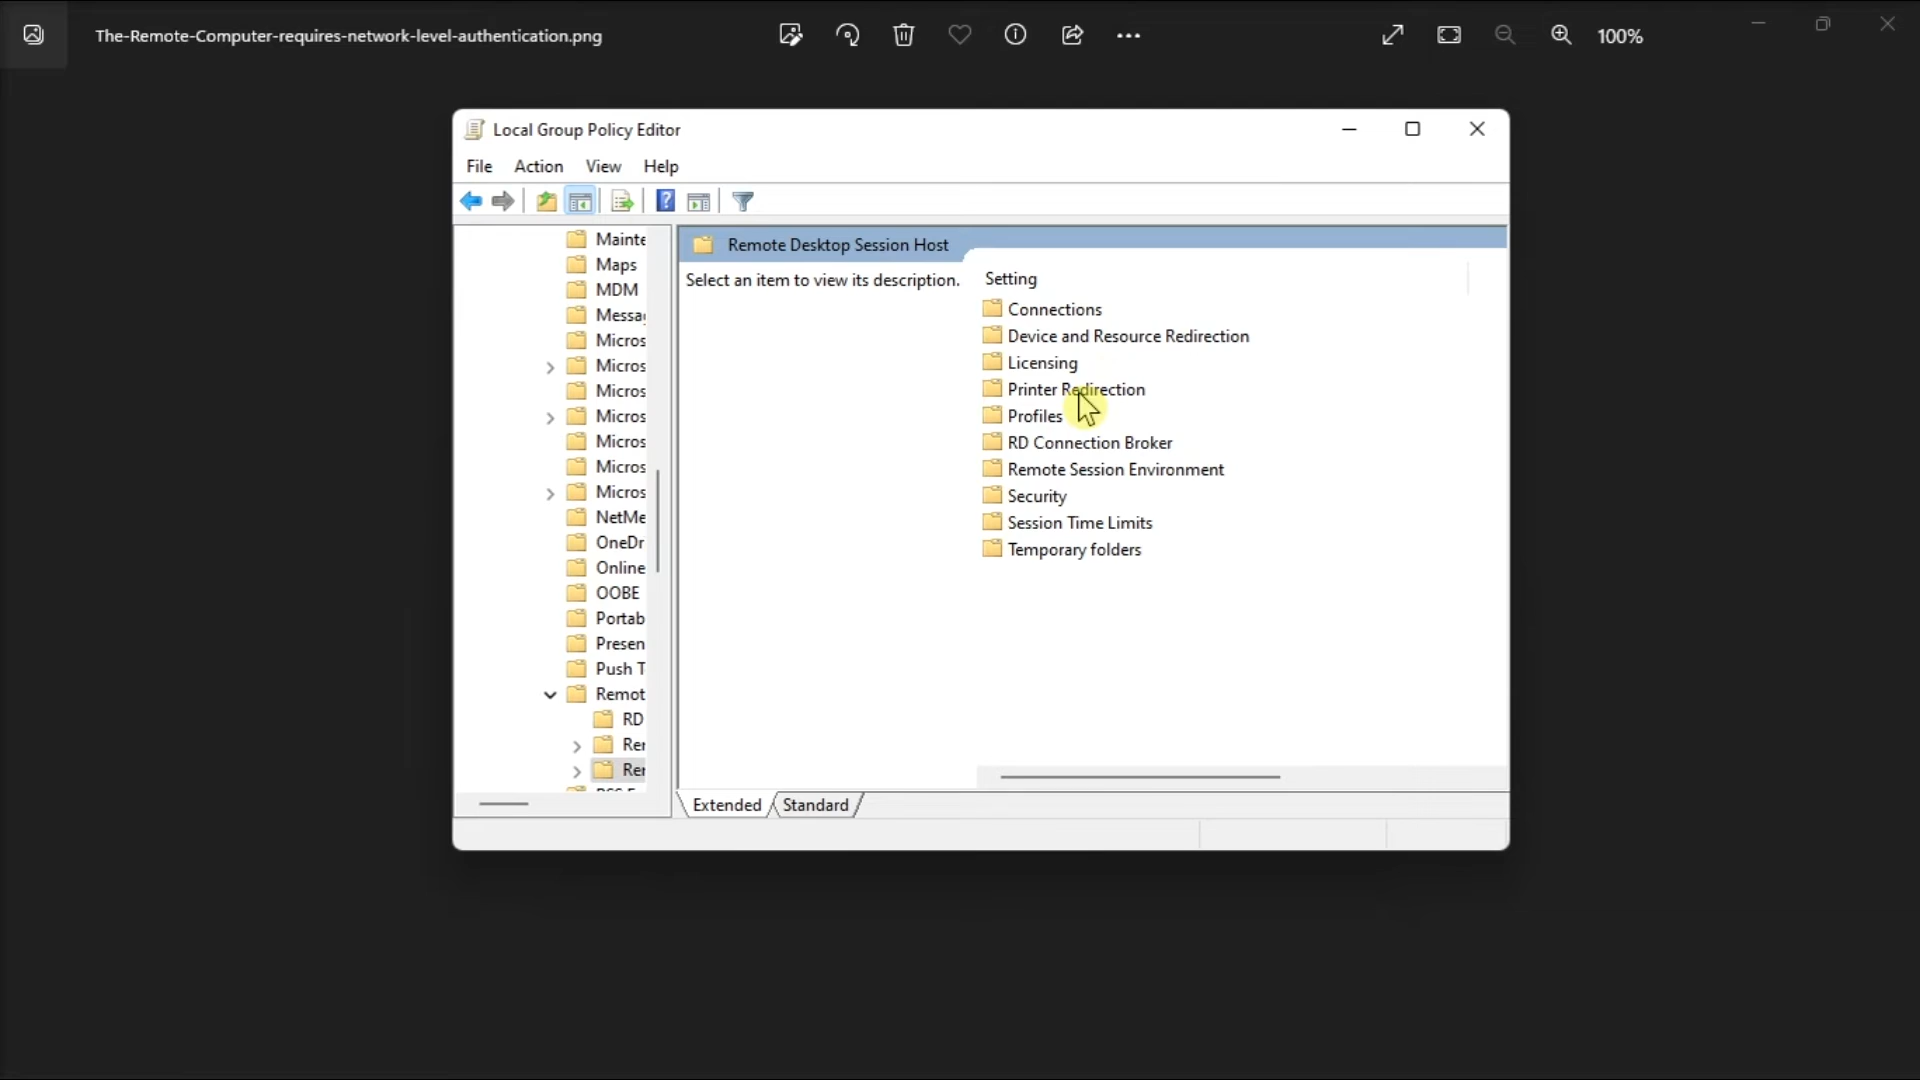 The-Remote-Computer-requires-network-level-authentication.png
100%
Local Group Policy Editor
File Action View Help
Mainte
Maps
MDM
Messa
Micros
Micros
Micros
Micros
Micros
Micros
Micros
NetMe
OneDr
Online
OOBE
Portab
Presen
Push T
Remot
RD
Rer
Rer
Remote Desktop Session Host
Select an item to view its description.
Setting
Connections
Device and Resource Redirection
Licensing
Printer Redirection
Profiles
RD Connection Broker
Remote Session Environment
Security
Session Time Limits
Temporary folders
Extended Standard